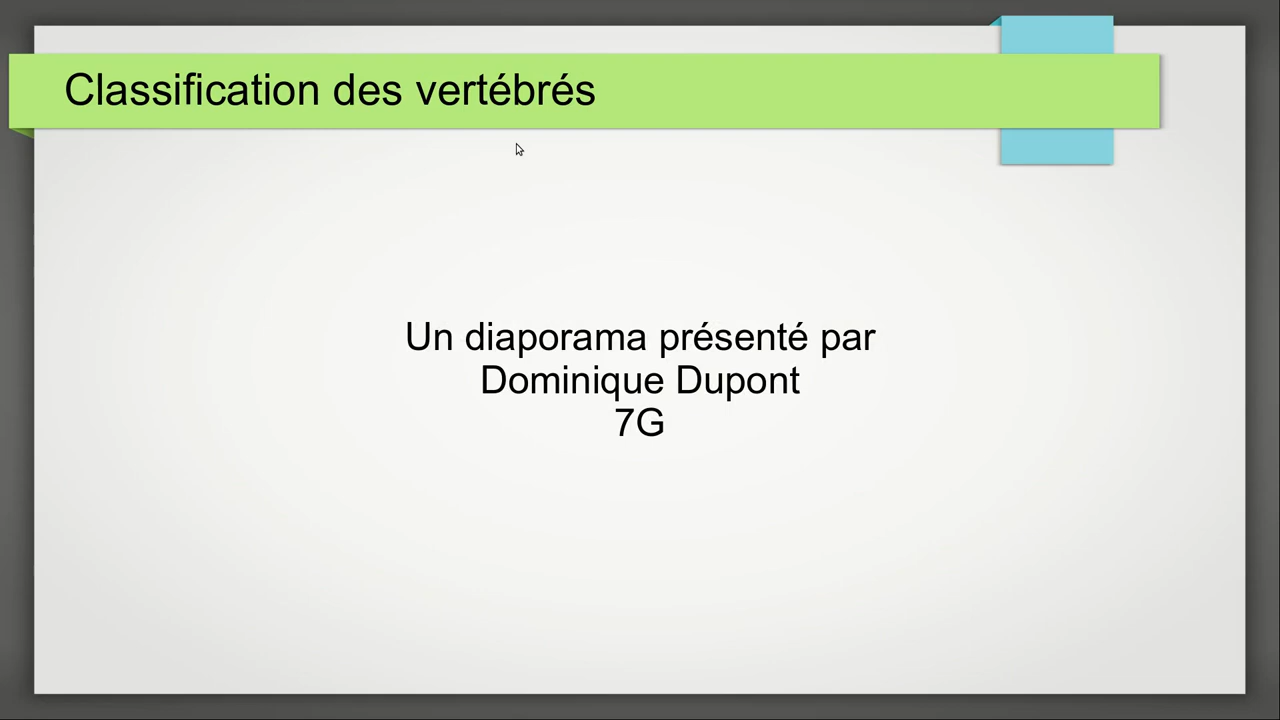 Classification des vertébrés
Un diaporama présenté par
Dominique Dupont
7G